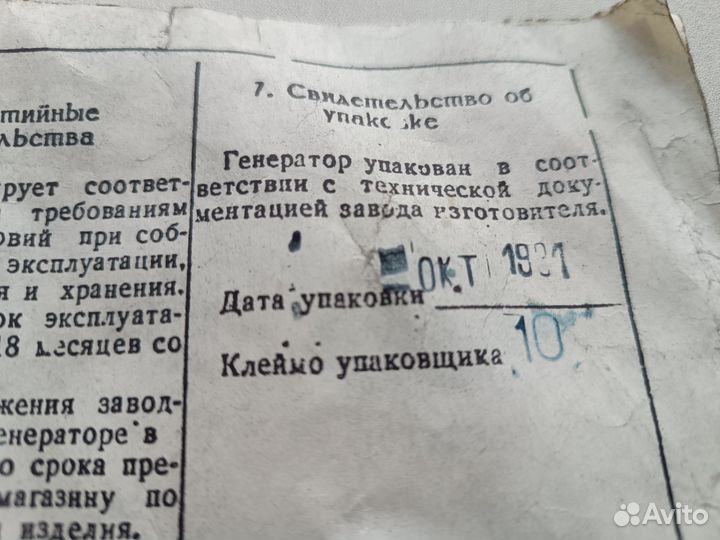 тийные
льства
рует соответ-
требованиям
овий при соб-
эксплуатации,
я и хранения.
ок эксплуата-
18 месяцев со
жения завод-
енераторе в
о срока пре-
магазину по
изделия.
7. Свидетельство об
упаковке
Генератор упакован в соот-
ветствии с технической доку-
ментацией завода изготовителя.
ОКТ 1991
Дата упаковки
Клеймо упаковщика 10
Avito